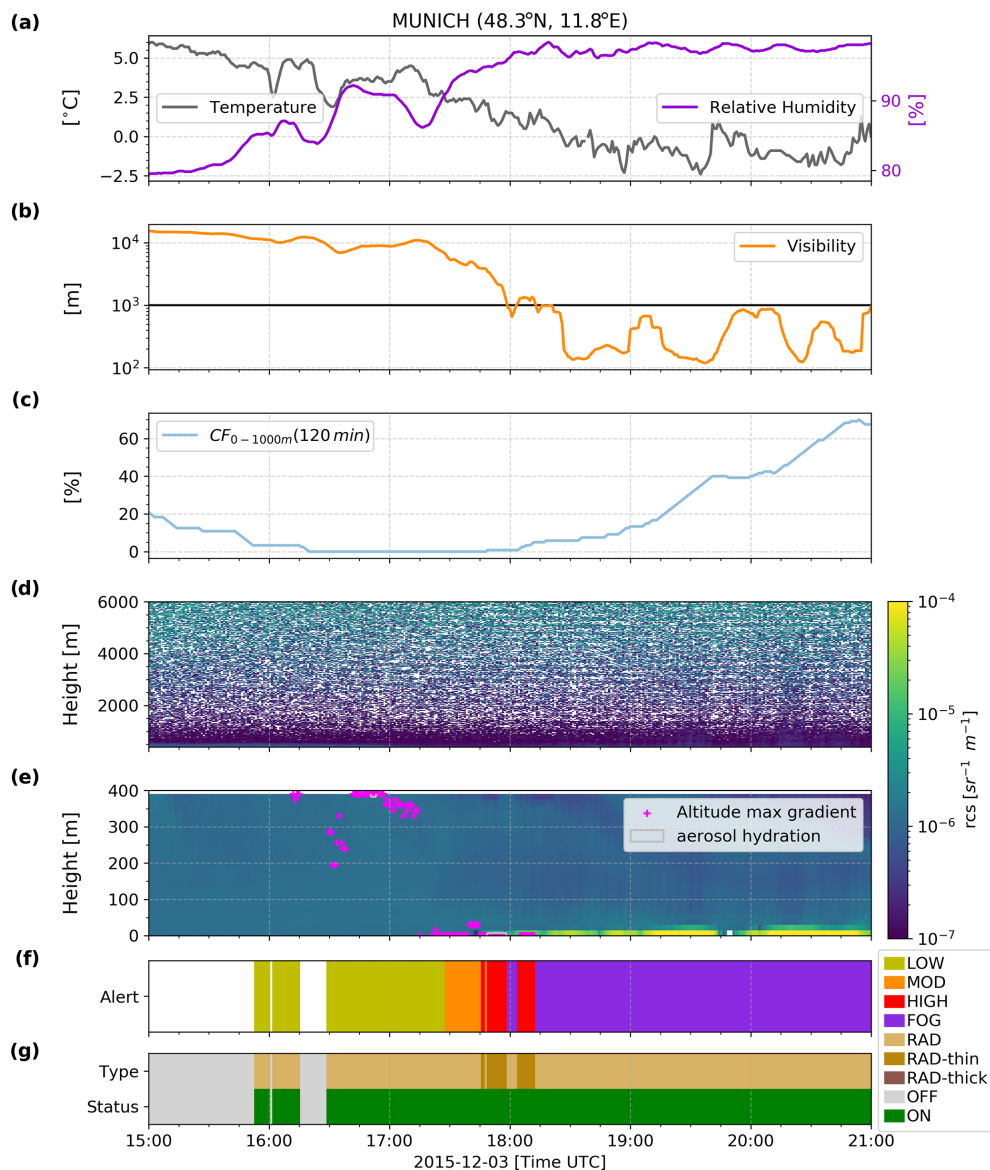 (a)
MUNICH (48.3°N, 11.8°E)
5.0
2.5
0.0
−2.5
[°C]
Temperature
Relative Humidity
90
80
[%]
(b)
10⁴
10³
10²
[m]
Visibility
(c)
60
40
20
0
[%]
CF₀₋₁₀₀₀ₘ(120 min)
(d)
6000
4000
2000
Height [m]
(e)
400
300
200
100
0
Height [m]
Altitude max gradient
aerosol hydration
10⁻⁴
10⁻⁵
10⁻⁶
10⁻⁷
rcs [sr⁻¹ m⁻¹]
(f)
Alert
(g)
Type
Status
LOW
MOD
HIGH
FOG
RAD
RAD-thin
RAD-thick
OFF
ON
15:00 16:00 17:00 18:00 19:00 20:00 21:00
2015-12-03 [Time UTC]